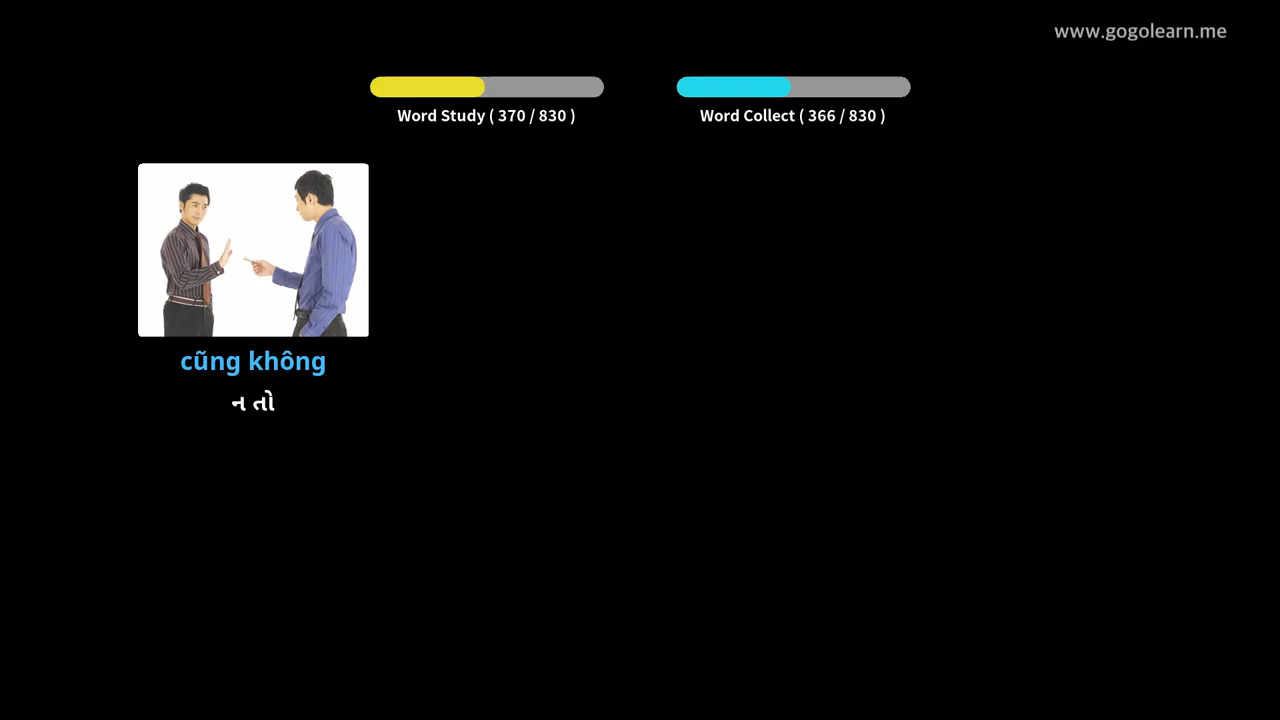 www.gogolearn.me
Word Study ( 370 / 830 )
Word Collect ( 366 / 830 )
cũng không
ન તો